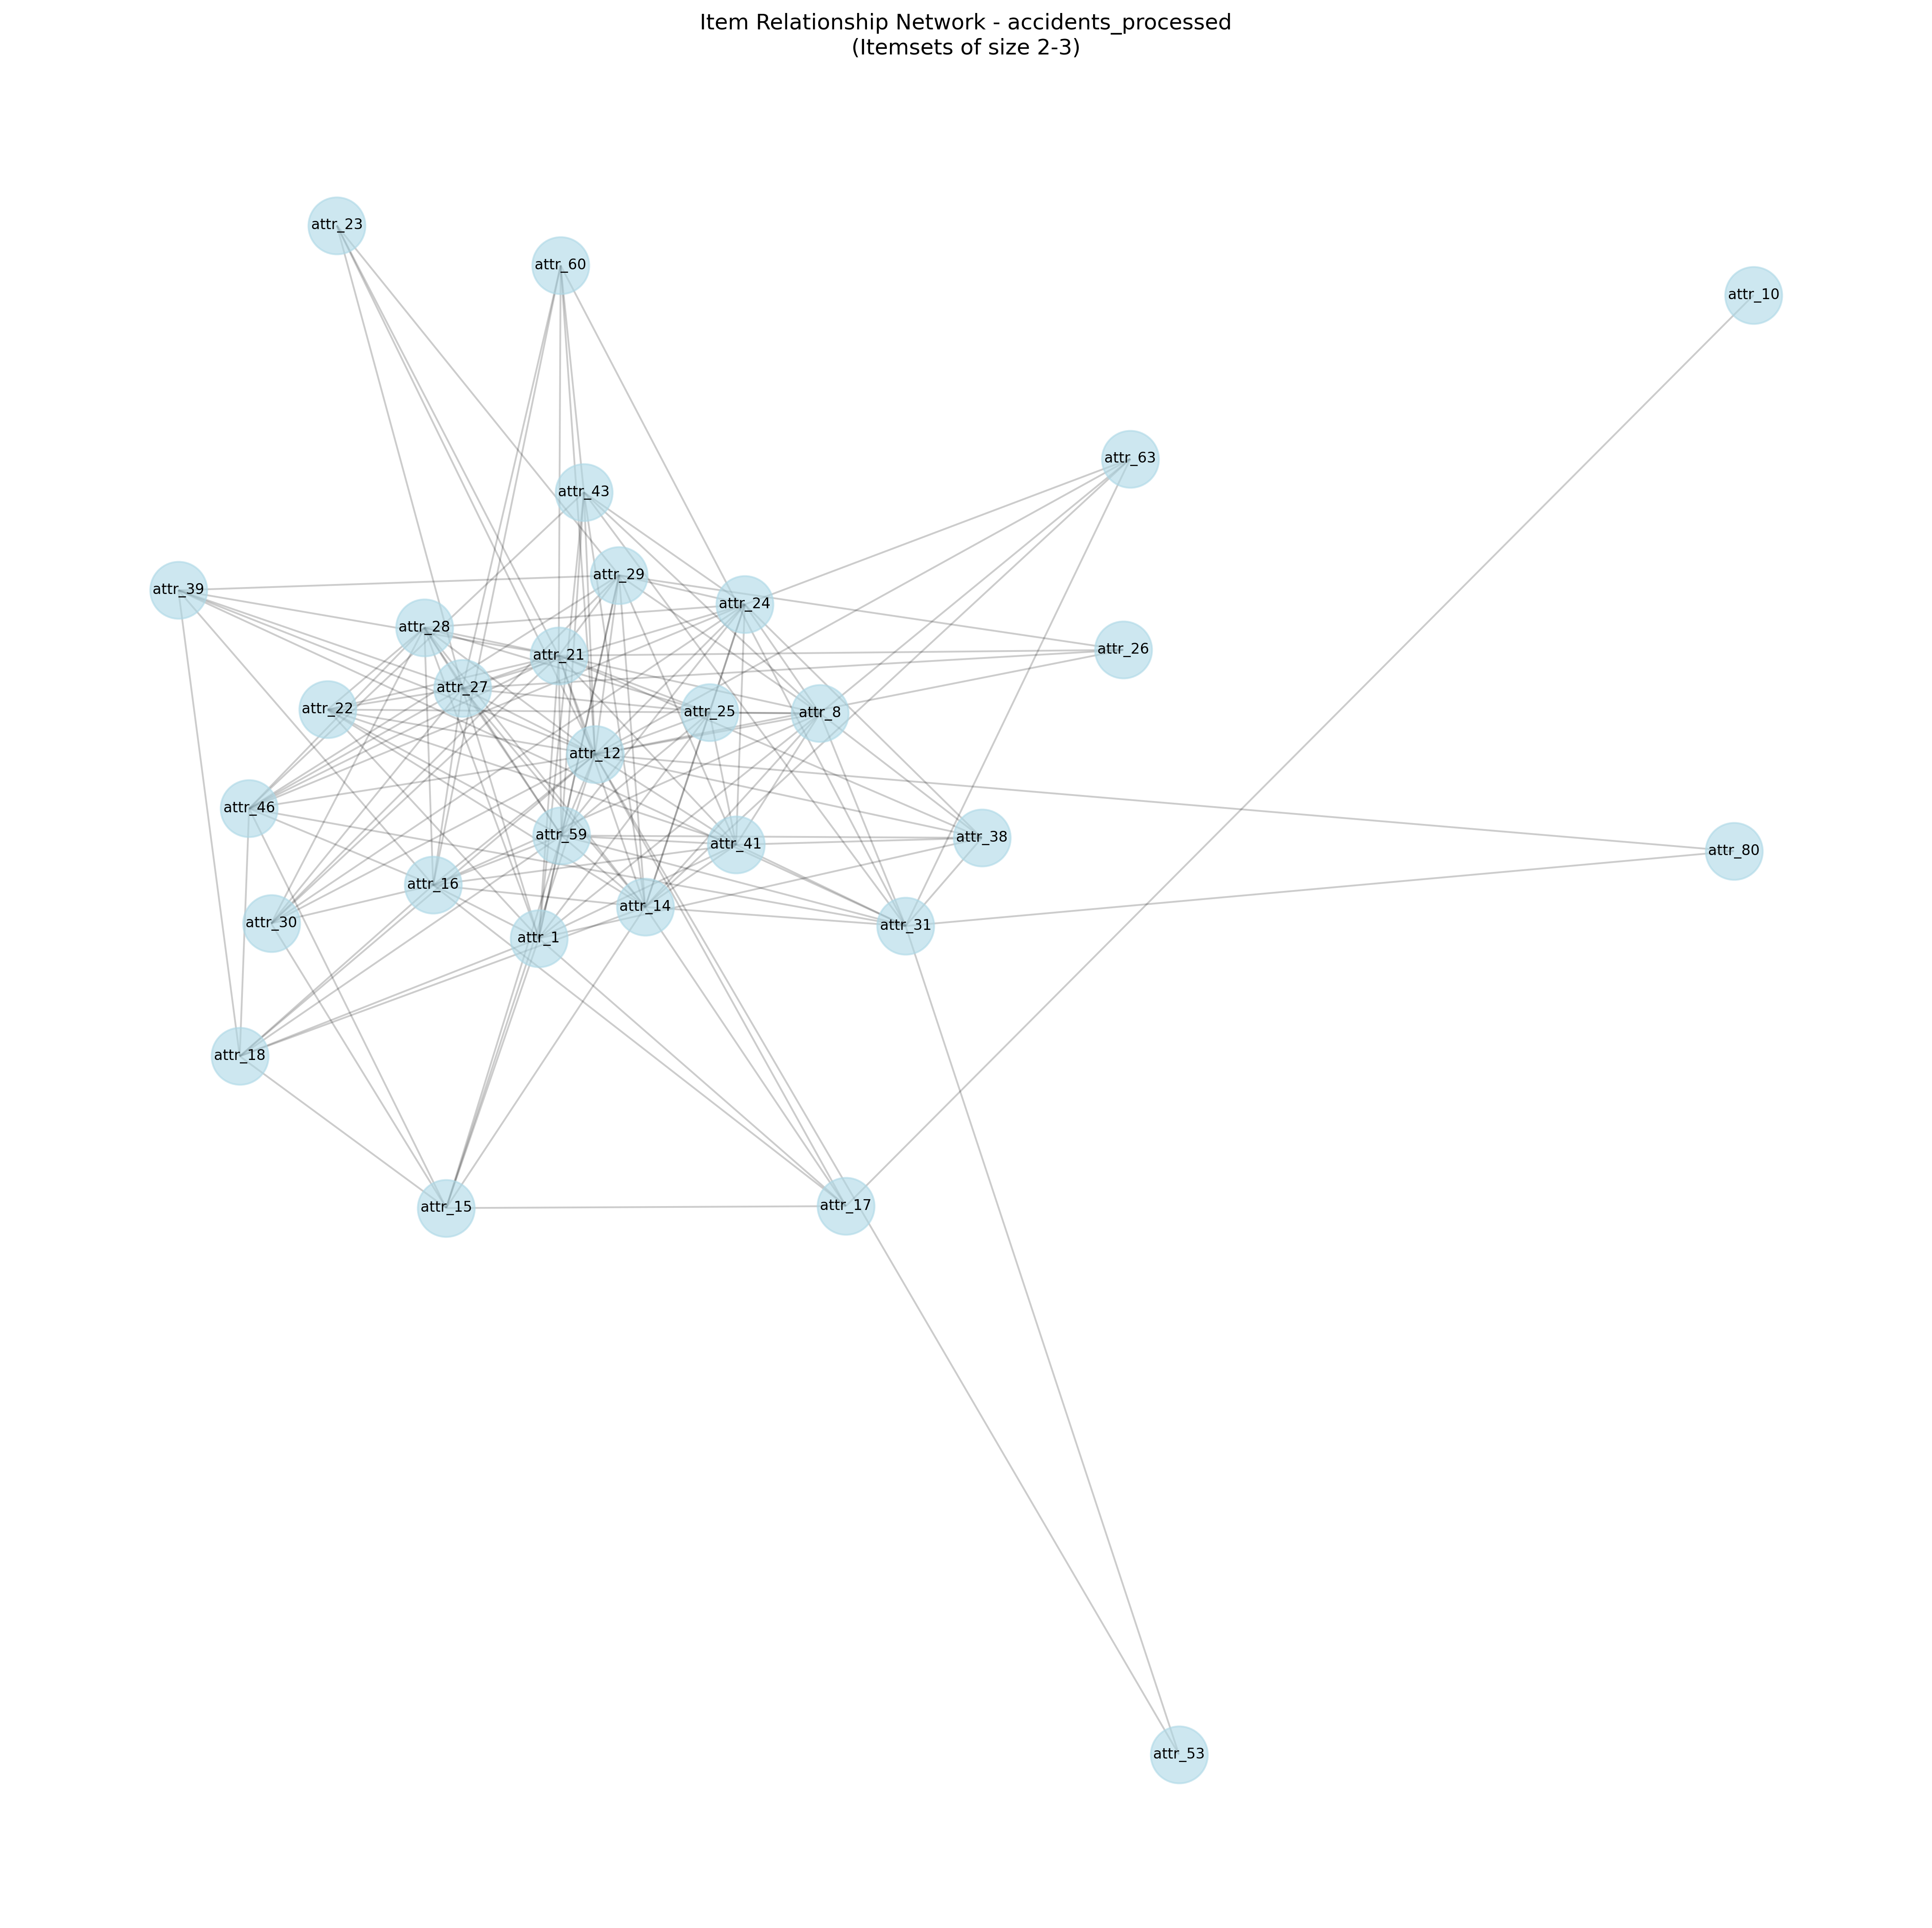 Item Relationship Network - accidents_processed
(Itemsets of size 2-3)
attr_23
attr_60
attr_10
attr_63
attr_43
attr_29
attr_39
attr_24
attr_28
attr_26
attr_21
attr_27
attr_22
attr_25
attr_8
attr_12
attr_46
attr_59
attr_38
attr_41
attr_80
attr_16
attr_14
attr_30
attr_31
attr_1
attr_18
attr_15
attr_17
attr_53